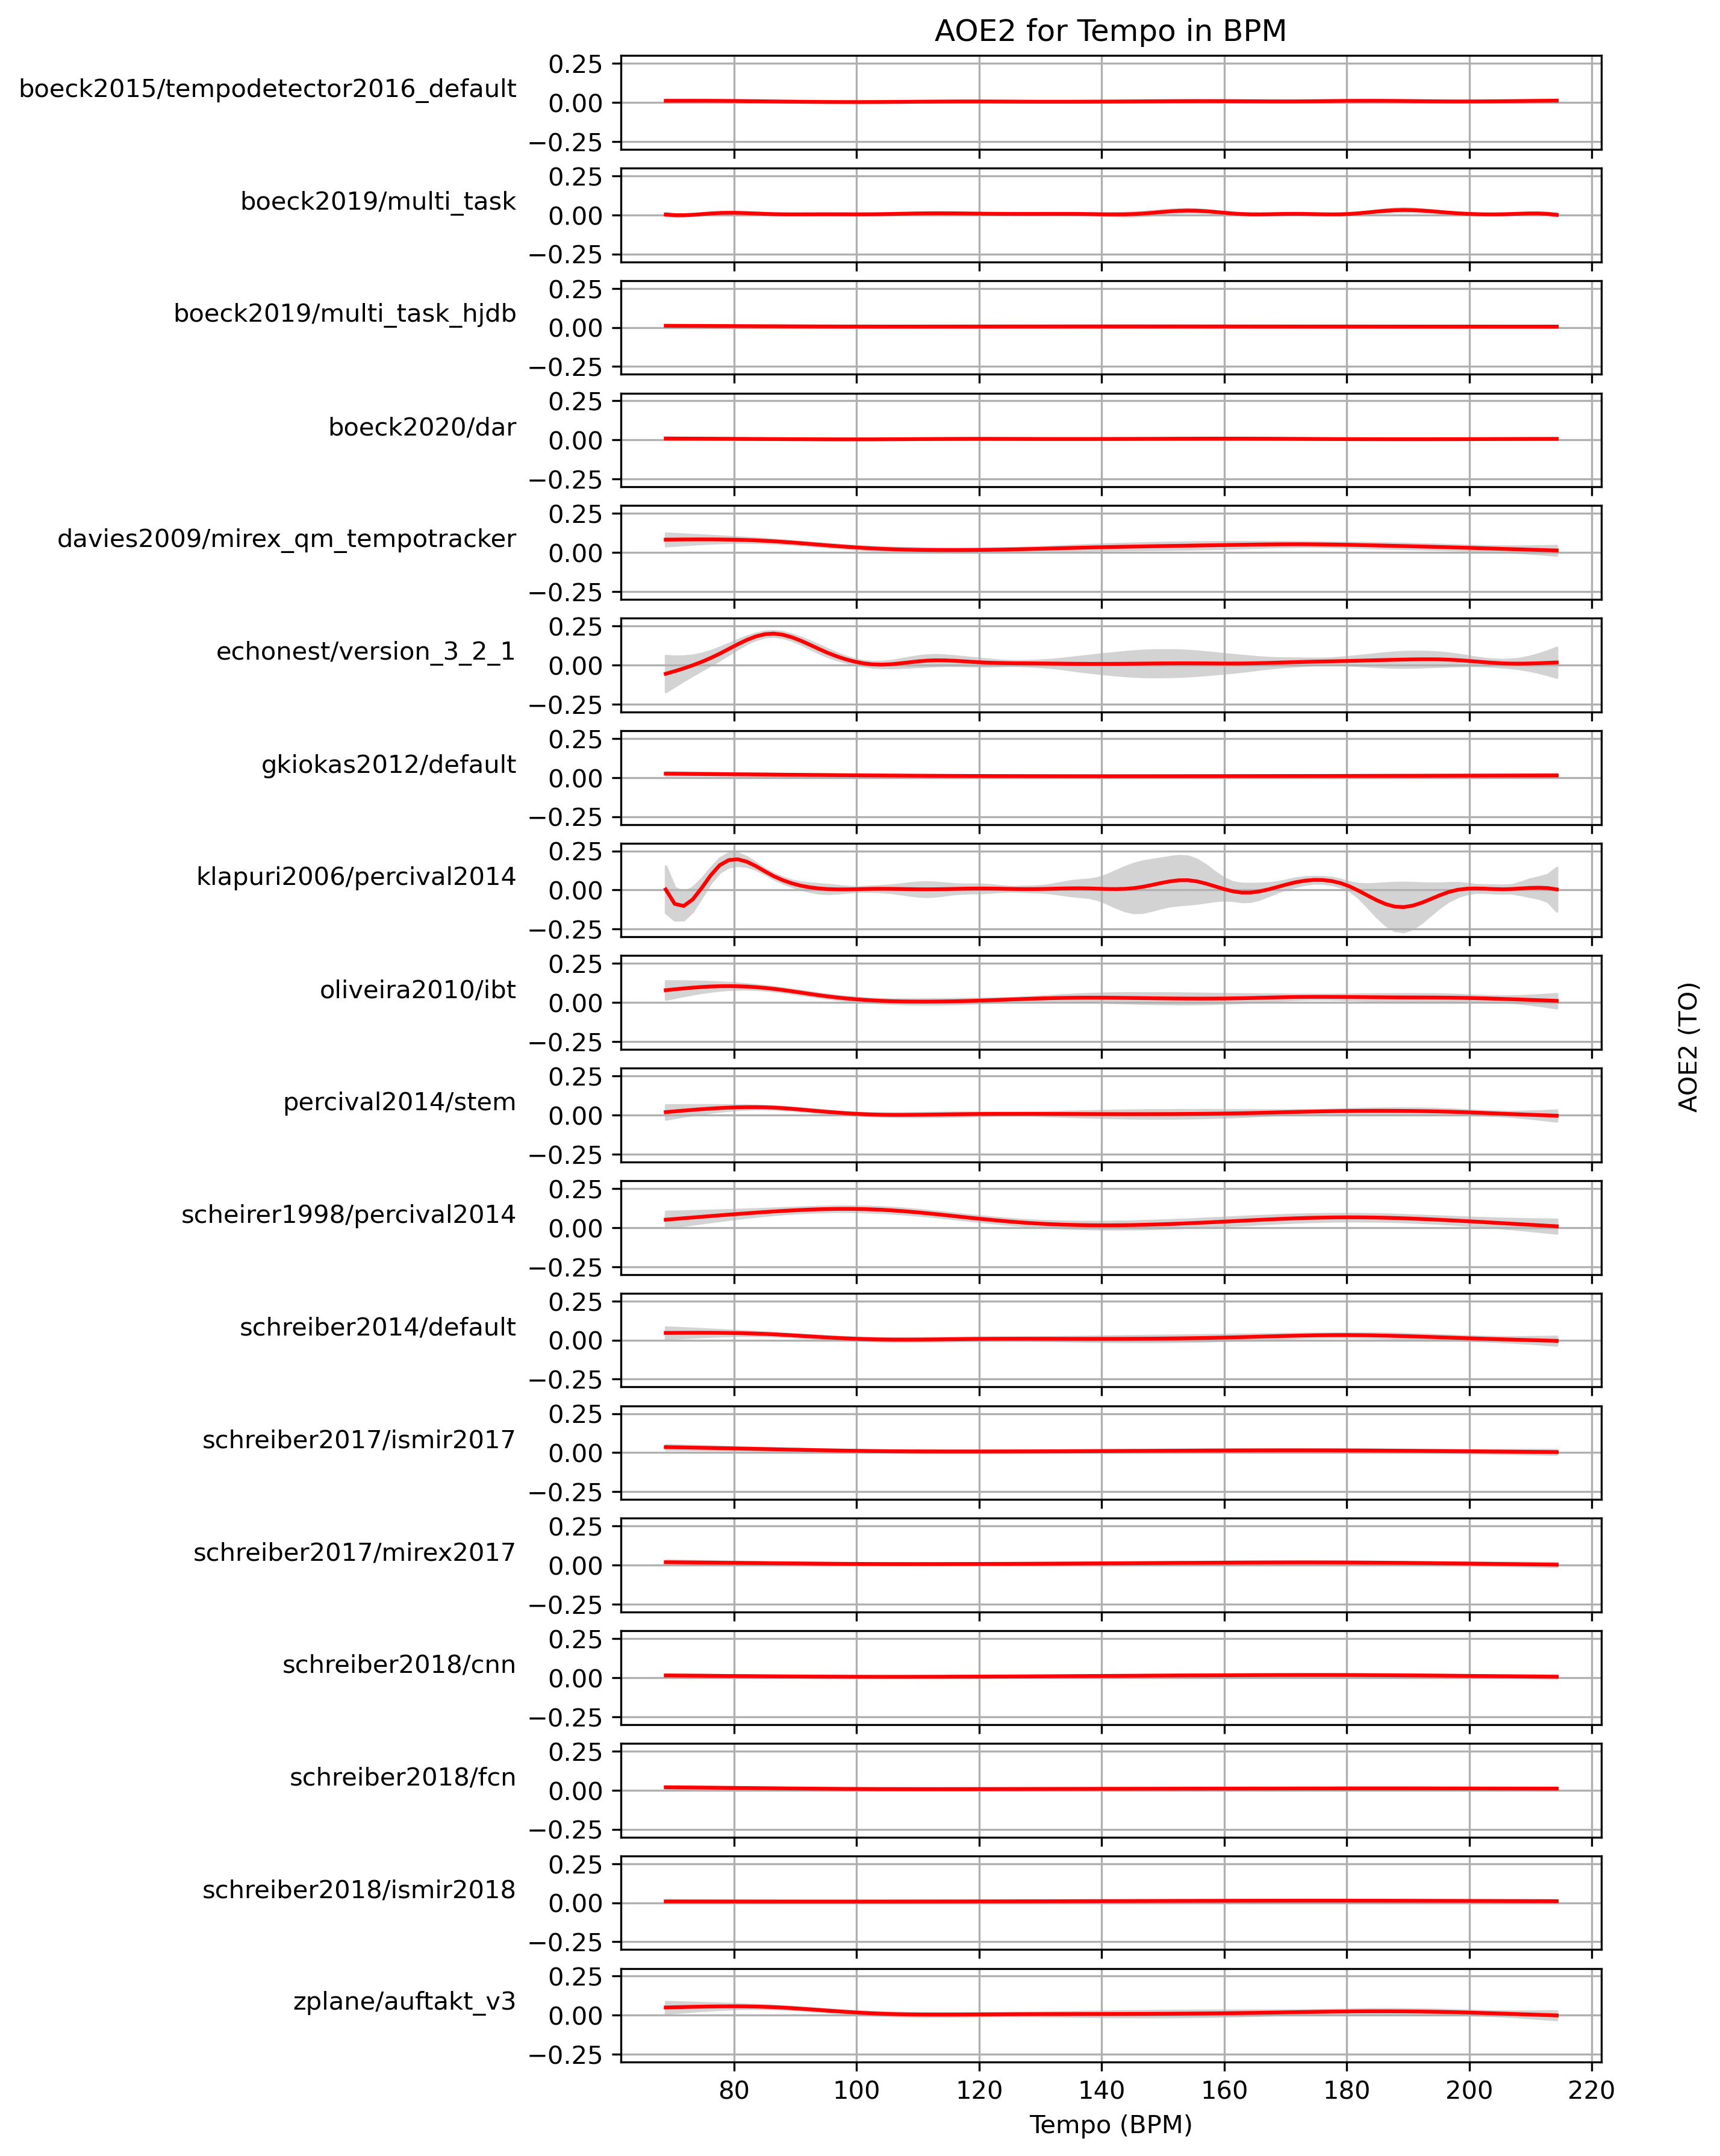 AOE2 for Tempo in BPM
boeck2015/tempodetector2016_default
0.25
0.00
−0.25
boeck2019/multi_task
0.25
0.00
−0.25
boeck2019/multi_task_hjdb
0.25
0.00
−0.25
boeck2020/dar
0.25
0.00
−0.25
davies2009/mirex_qm_tempotracker
0.25
0.00
−0.25
echonest/version_3_2_1
0.25
0.00
−0.25
gkiokas2012/default
0.25
0.00
−0.25
klapuri2006/percival2014
0.25
0.00
−0.25
oliveira2010/ibt
0.25
0.00
−0.25
percival2014/stem
0.25
0.00
−0.25
scheirer1998/percival2014
0.25
0.00
−0.25
schreiber2014/default
0.25
0.00
−0.25
schreiber2017/ismir2017
0.25
0.00
−0.25
schreiber2017/mirex2017
0.25
0.00
−0.25
schreiber2018/cnn
0.25
0.00
−0.25
schreiber2018/fcn
0.25
0.00
−0.25
schreiber2018/ismir2018
0.25
0.00
−0.25
zplane/auftakt_v3
0.25
0.00
−0.25
80 100 120 140 160 180 200 220
Tempo (BPM)
AOE2 (TO)